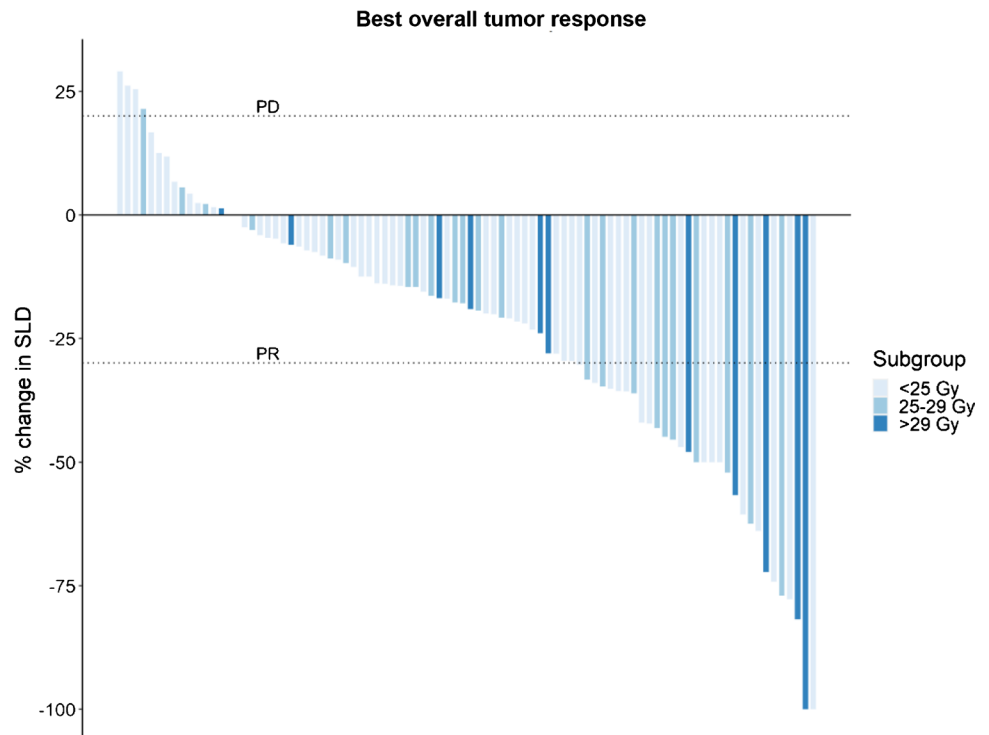 Best overall tumor response
% change in SLD
25
0
-25
-50
-75
-100
PD
PR
Subgroup
<25 Gy
25-29 Gy
>29 Gy